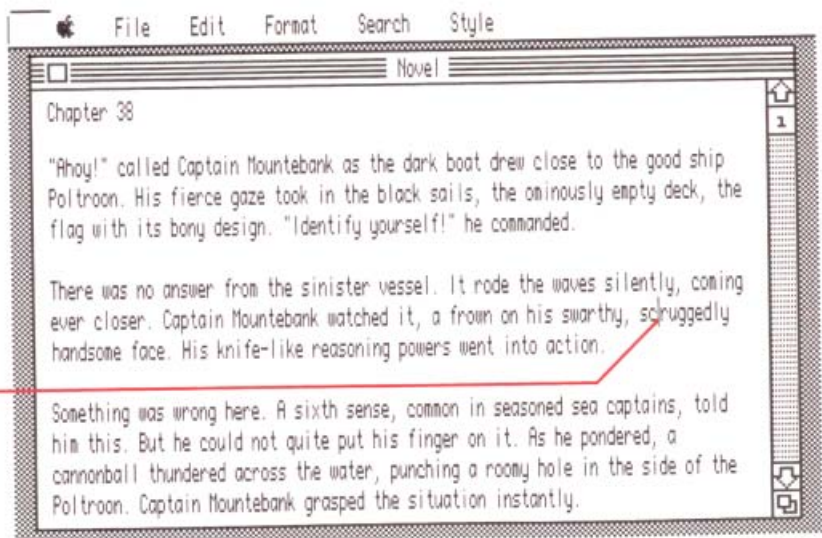 File Edit Format Search Style
Novel
Chapter 38
1
"Ahoy!" called Captain Mountebank as the dark boat drew close to the good ship
Poltroon. His fierce gaze took in the black sails, the ominously empty deck, the
flag with its bony design. "Identify yourself!" he commanded.
There was no answer from the sinister vessel. It rode the waves silently, coming
ever closer. Captain Mountebank watched it, a frown on his swarthy, scruggedly
handsome face. His knife-like reasoning powers went into action.
Something was wrong here. A sixth sense, common in seasoned sea captains, told
him this. But he could not quite put his finger on it. As he pondered, a
cannonball thundered across the water, punching a roomy hole in the side of the
Poltroon. Captain Mountebank grasped the situation instantly.